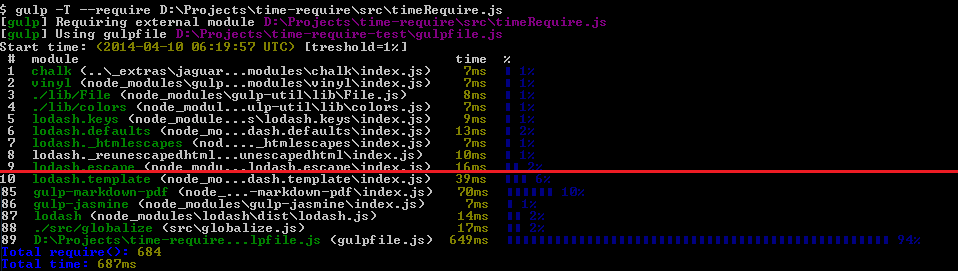 $ gulp -T --require D:\Projects\time-require\src\timeRequire.js
[gulp] Requiring external module D:\Projects\time-require\src\timeRequire.js
[gulp] Using gulpfile D:\Projects\time-require-test\gulpfile.js
Start time: (2014-04-10 06:19:57 UTC) [treshold=1%]
# module time %
1 chalk (..\_extras\jaguar...modules\chalk\index.js) 7ms 1%
2 vinyl (node_modules\gulp...modules\vinyl\index.js) 7ms 1%
3 ./lib/File (node_modules\gulp-util\lib\File.js) 8ms 1%
4 ./lib/colors (node_modul...ulp-util\lib\colors.js) 7ms 1%
5 lodash.keys (node_module...s\lodash.keys\index.js) 9ms 1%
6 lodash.defaults (node_mo...dash.defaults\index.js) 13ms 2%
7 lodash._htmlescapes (nod...._htmlescapes\index.js) 7ms 1%
8 lodash._reunescapedhtml...unescapedhtml\index.js) 10ms 1%
9 lodash.escape (node_modu...lodash.escape\index.js) 16ms 2%
10 lodash.template (node_mo...dash.template\index.js) 39ms 6%
85 gulp-markdown-pdf (node_...-markdown-pdf\index.js) 70ms 10%
86 gulp-jasmine (node_modules\gulp-jasmine\index.js) 7ms 1%
87 lodash (node_modules\lodash\dist\lodash.js) 14ms 2%
88 ./src/globalize (src\globalize.js) 17ms 2%
89 D:\Projects\time-require...lpfile.js (gulpfile.js) 649ms 94%
Total require(): 684
Total time: 687ms